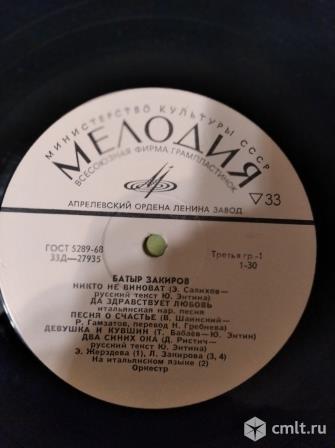 МИНИСТЕРСТВО КУЛЬТУРЫ СССР
МЕЛОДИЯ
ВСЕСОЮЗНАЯ ФИРМА ГРАМПЛАСТИНОК
▽33
АПРЕЛЕВСКИЙ ОРДЕНА ЛЕНИНА ЗАВОД
ГОСТ 5289-68
33Д-27935
Третья гр.-1
1-30
БАТЫР ЗАКИРОВ
НИКТО НЕ ВИНОВАТ (Э. Салихов—
русский текст Ю. Энтина)
ДА ЗДРАВСТВУЕТ ЛЮБОВЬ
итальянская нар. песня
ПЕСНЯ О СЧАСТЬЕ (В. Шаинский—
Р. Гамзатов, перевод Н. Гребнева)
ДЕВУШКА И КУВШИН (Т. Бабаев—Ю. Энтин)
ДВА СИНИХ ОКА (Д. Ристич—
русский текст Ю. Энтина)
Э. Жерздева (1), Л. Закирова (3, 4)
На итальянском языке (2)
Оркестр
cmlt.ru